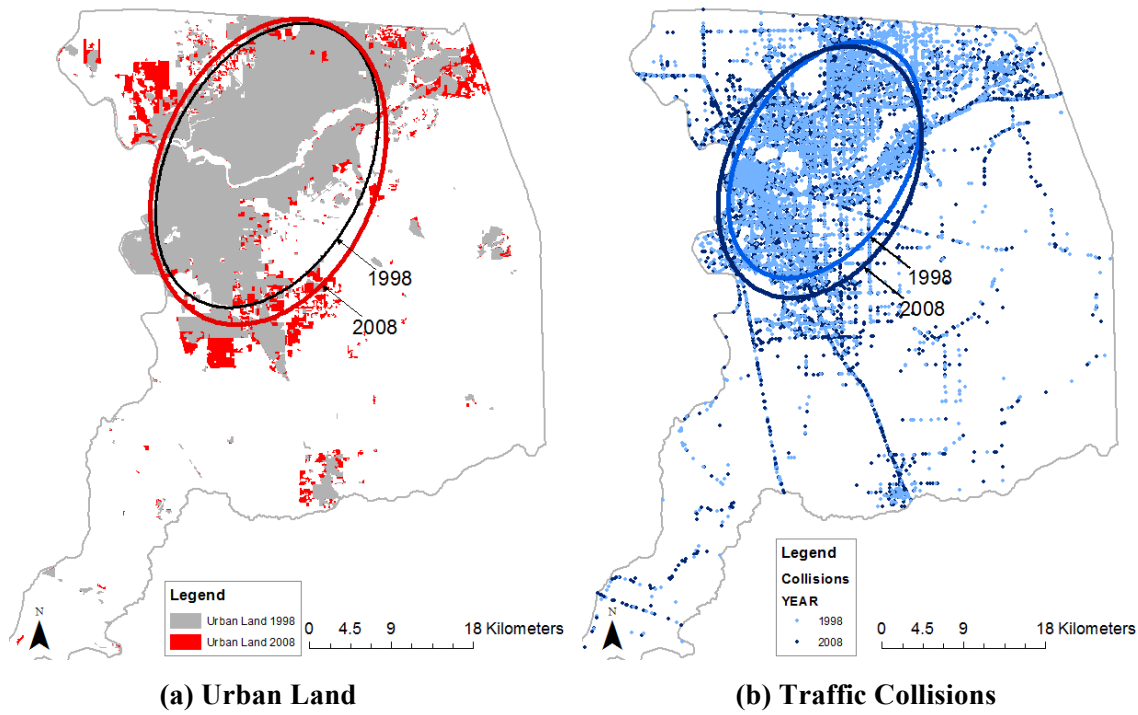 1998
2008
Legend
Urban Land 1998
Urban Land 2008
N
0 4.5 9 18 Kilometers
(a) Urban Land
1998
2008
Legend
Collisions
YEAR
1998
2008
N
0 4.5 9 18 Kilometers
(b) Traffic Collisions